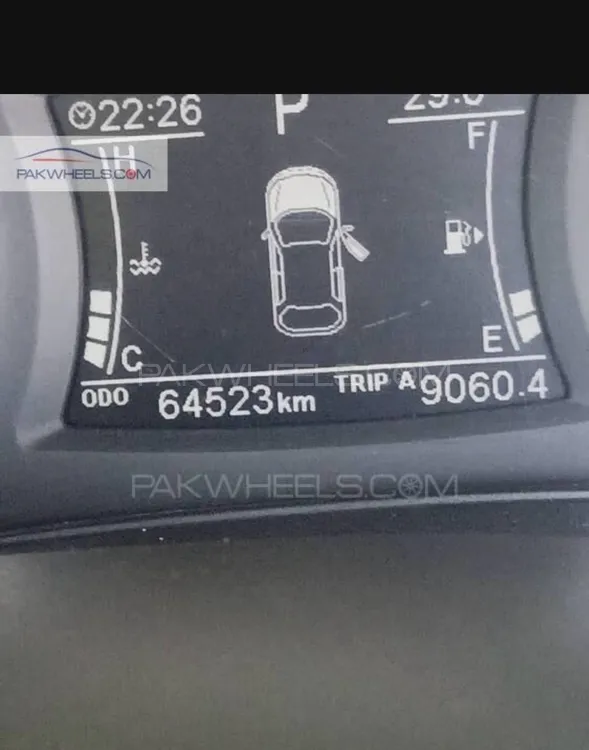 22:26
P
H
F
PAKWHEELS.COM
C
E
PAKWHEELS.COM
ODO 64523km TRIP A 9060.4
PAKWHEELS.COM